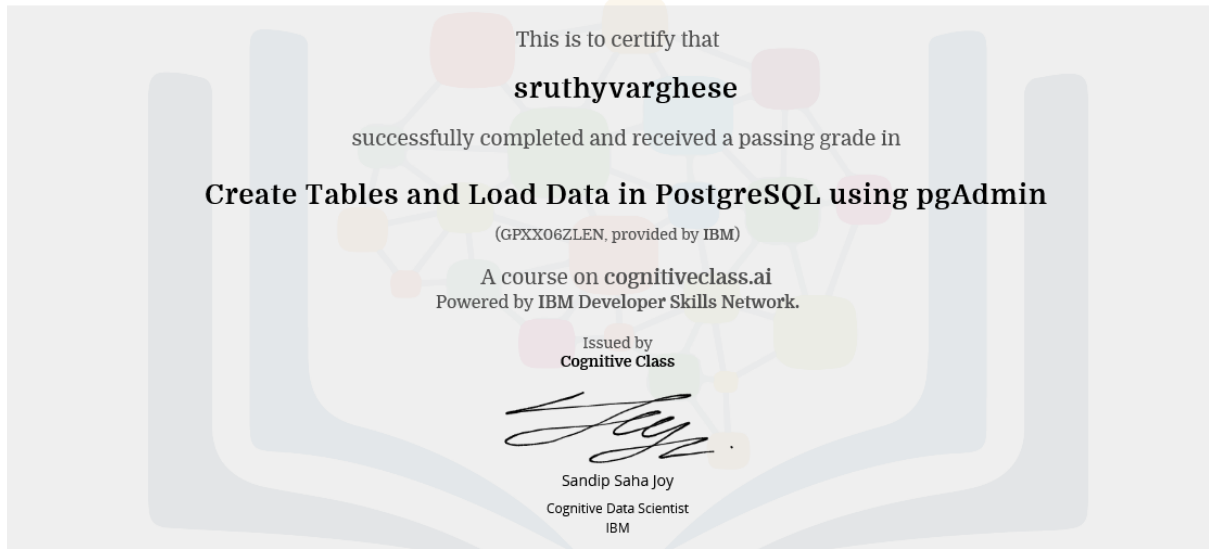 This is to certify that
sruthyvarghese
successfully completed and received a passing grade in
Create Tables and Load Data in PostgreSQL using pgAdmin
(GPXX06ZLEN, provided by IBM)
A course on cognitiveclass.ai
Powered by IBM Developer Skills Network.
Issued by
Cognitive Class
Sandip Saha Joy
Cognitive Data Scientist
IBM